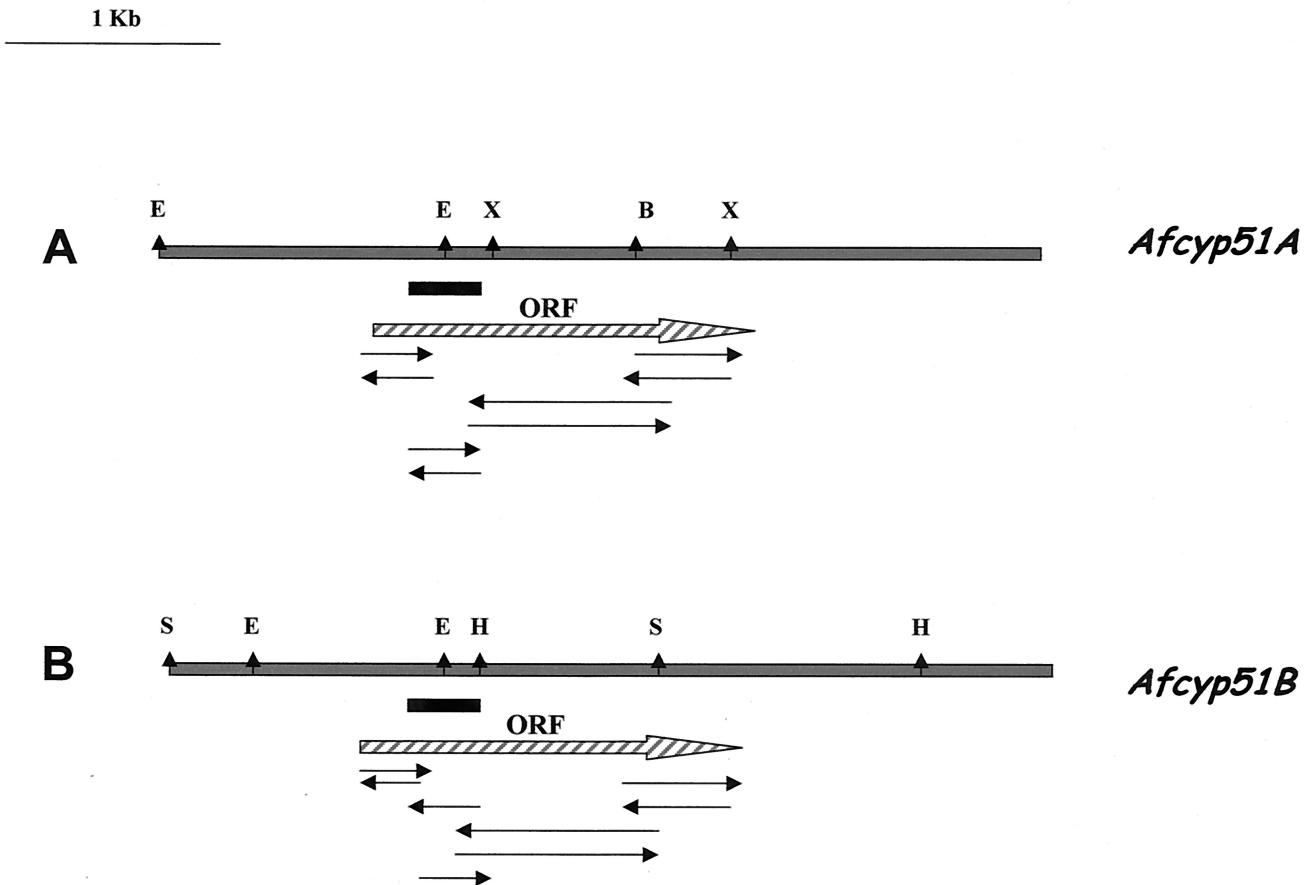 1 Kb
E E X B X
A Afcyp51A
ORF
S E E H S H
B Afcyp51B
ORF